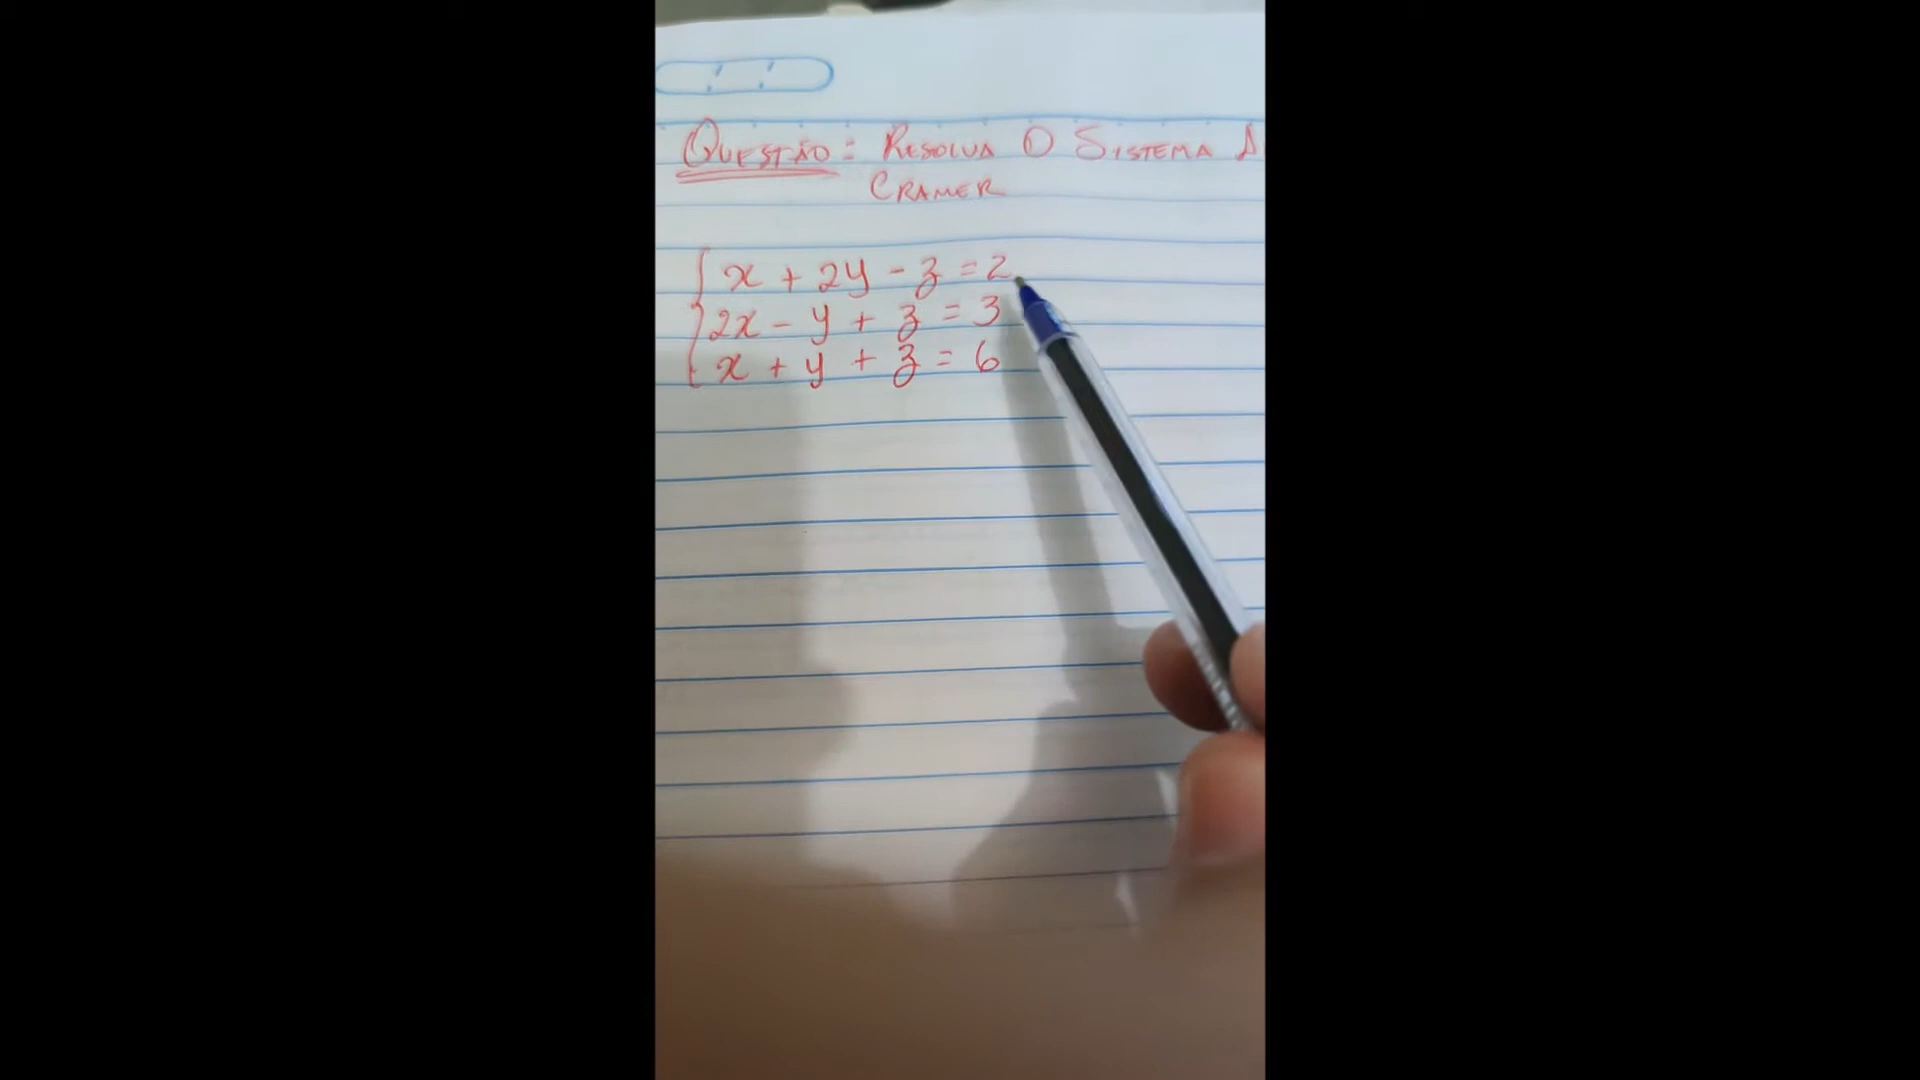 QUESTÃO: RESOLVA O SISTEMA A
CRAMER
x + 2y - z = 2
2x - y + z = 3
x + y + z = 6